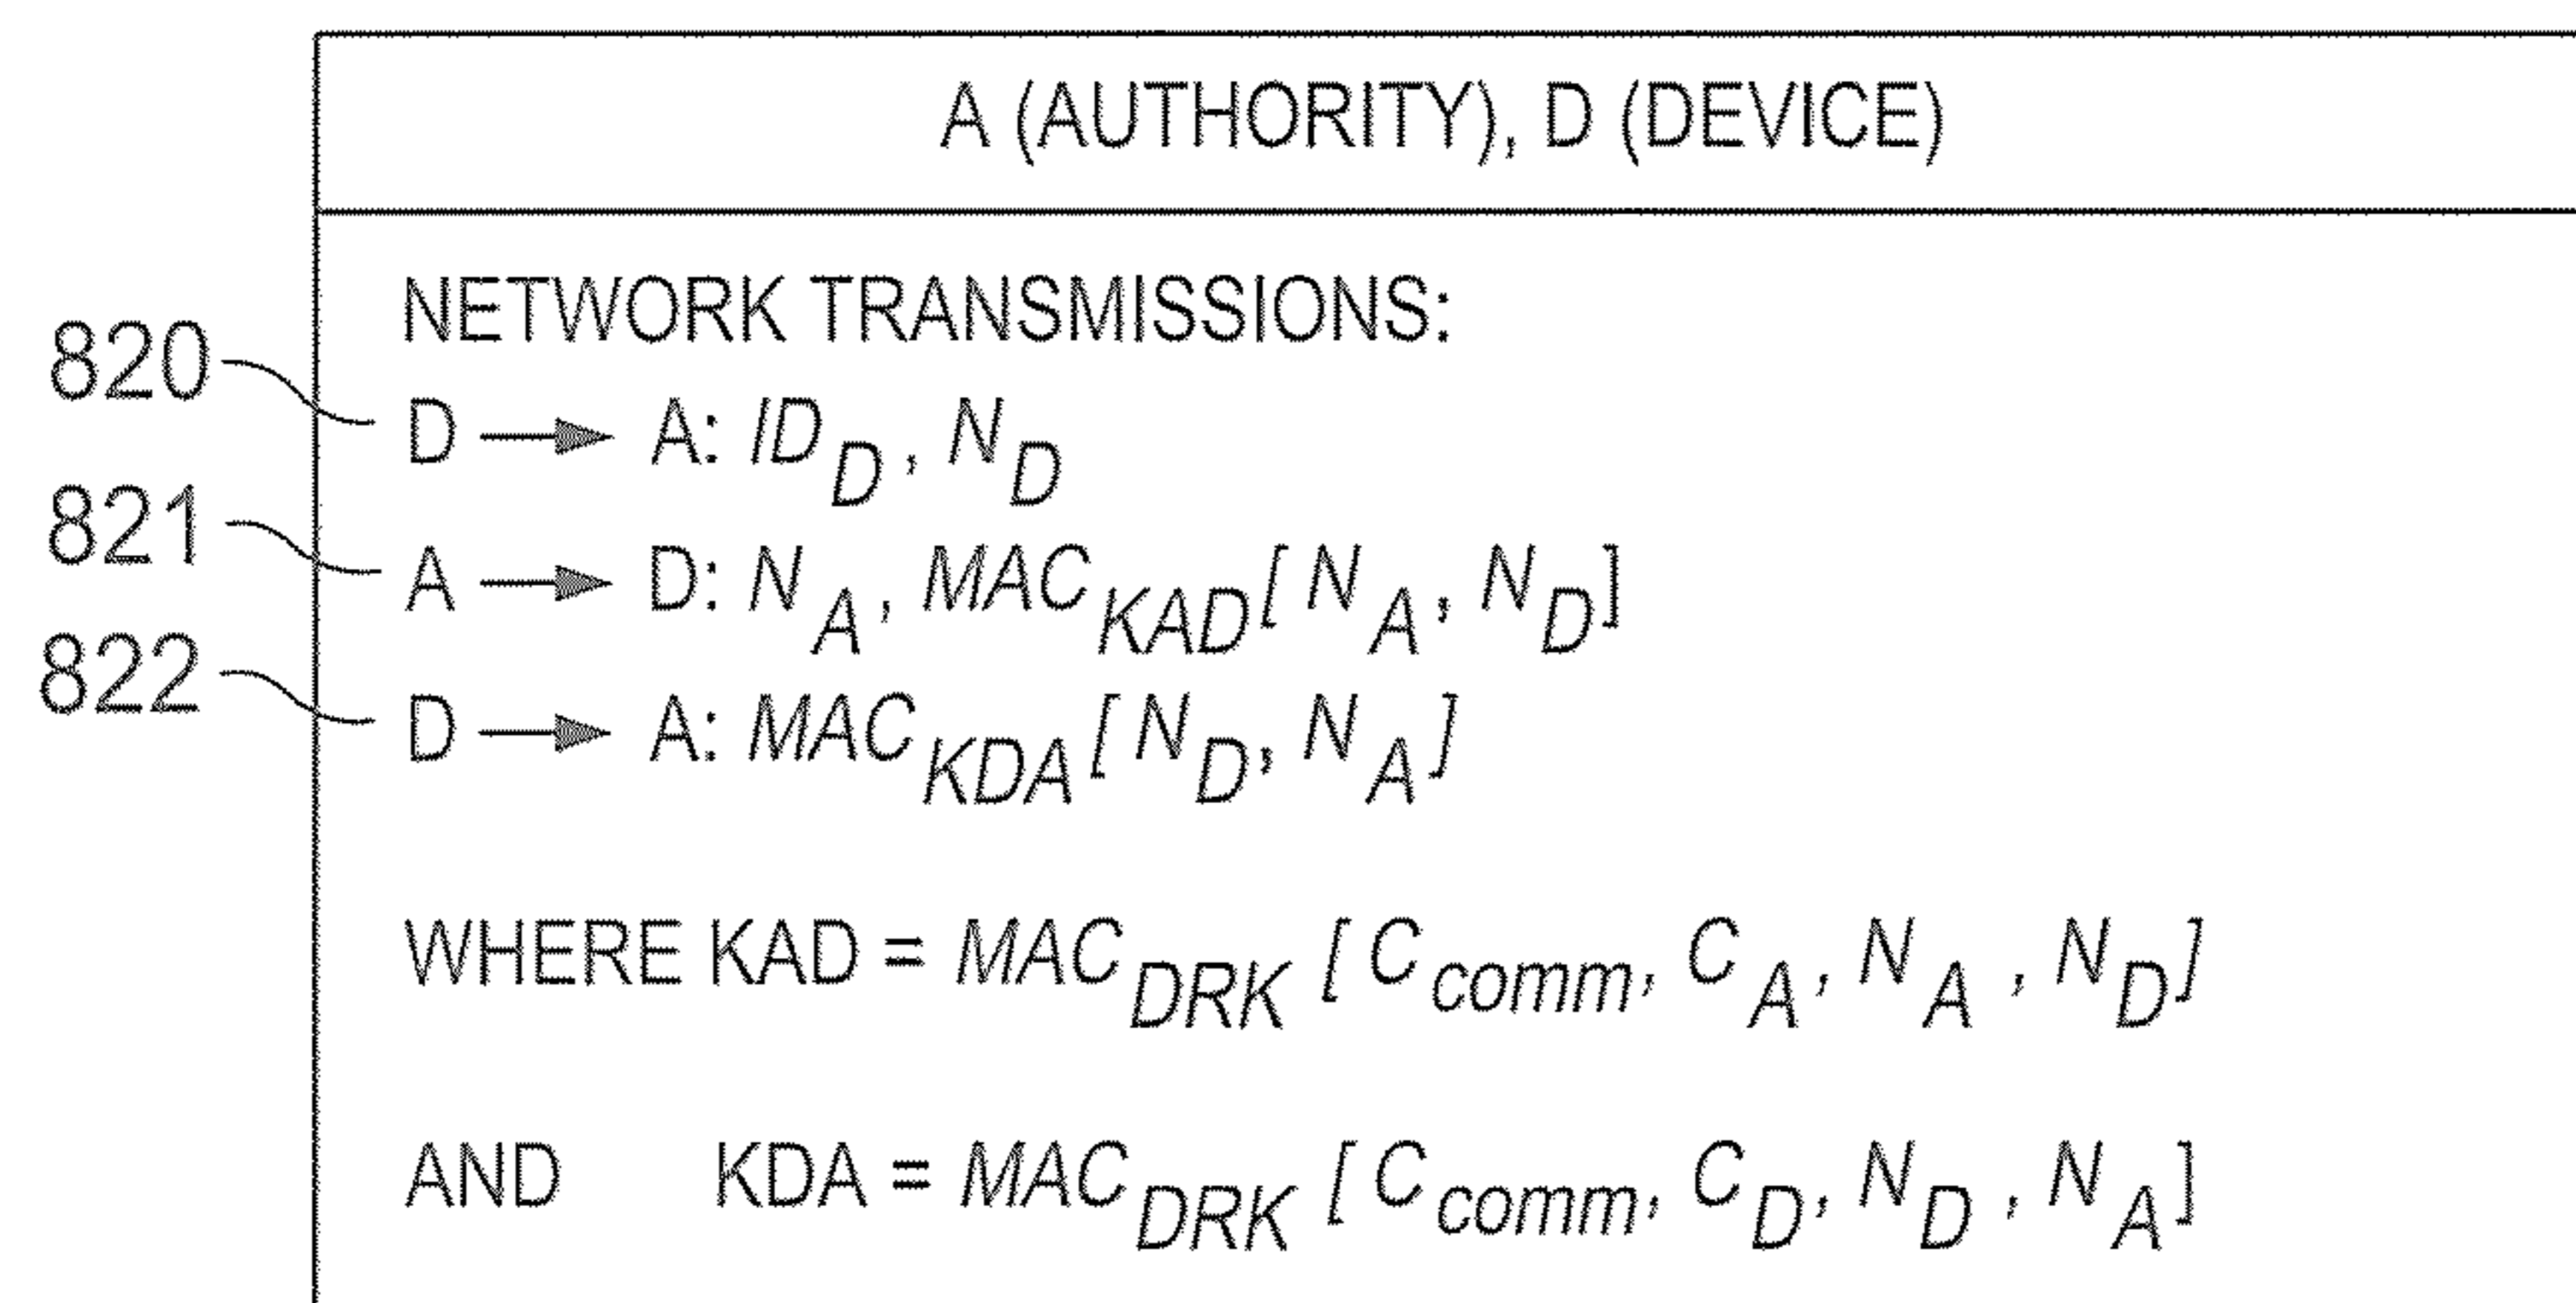 A (AUTHORITY), D (DEVICE)
NETWORK TRANSMISSIONS:
820 D → A: ID_D, N_D
821 A → D: N_A, MAC_KAD[N_A, N_D]
822 D → A: MAC_KDA[N_D, N_A]
WHERE KAD = MAC_DRK [C_comm, C_A, N_A, N_D]
AND KDA = MAC_DRK [C_comm, C_D, N_D, N_A]